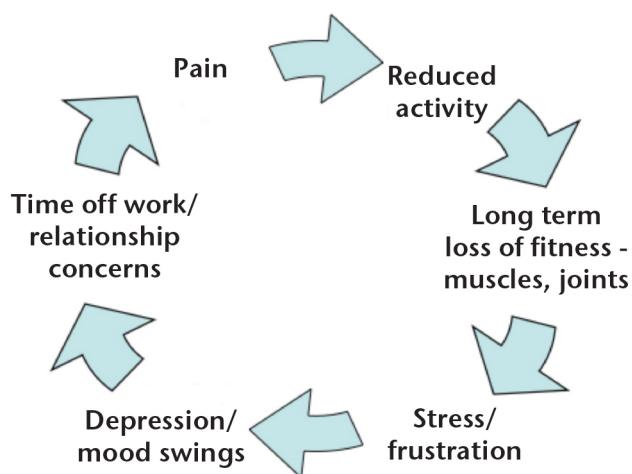 Pain
Reduced
activity
Long term
loss of fitness -
muscles, joints
Stress/
frustration
Depression/
mood swings
Time off work/
relationship
concerns